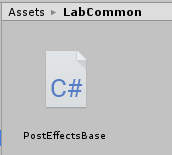 Assets ▸ LabCommon
C#
PostEffectsBase